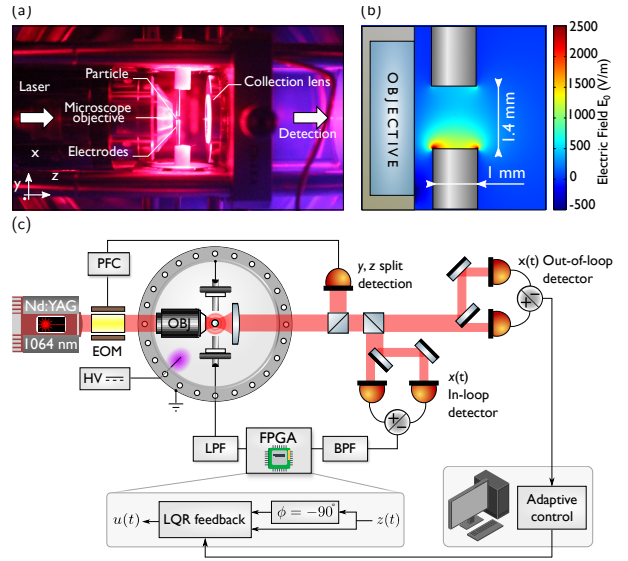 (a)
Particle
Laser
Collection lens
Microscope
objective
Electrodes
Detection
x
y
z
(b)
OBJECTIVE
1.4 mm
1 mm
2500
2000
1500
1000
500
0
-500
Electric Field E₀ (V/m)
(c)
PFC
Nd:YAG
1064 nm
EOM
OBJ
HV
y, z split
detection
x(t) Out-of-loop
detector
x(t)
In-loop
detector
LPF
FPGA
BPF
u(t)
LQR feedback
ϕ = −90°
z(t)
Adaptive
control